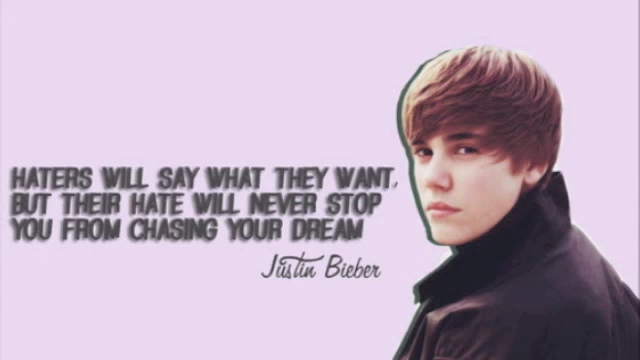 HATERS WILL SAY WHAT THEY WANT,
BUT THEIR HATE WILL NEVER STOP
YOU FROM CHASING YOUR DREAM
Justin Bieber